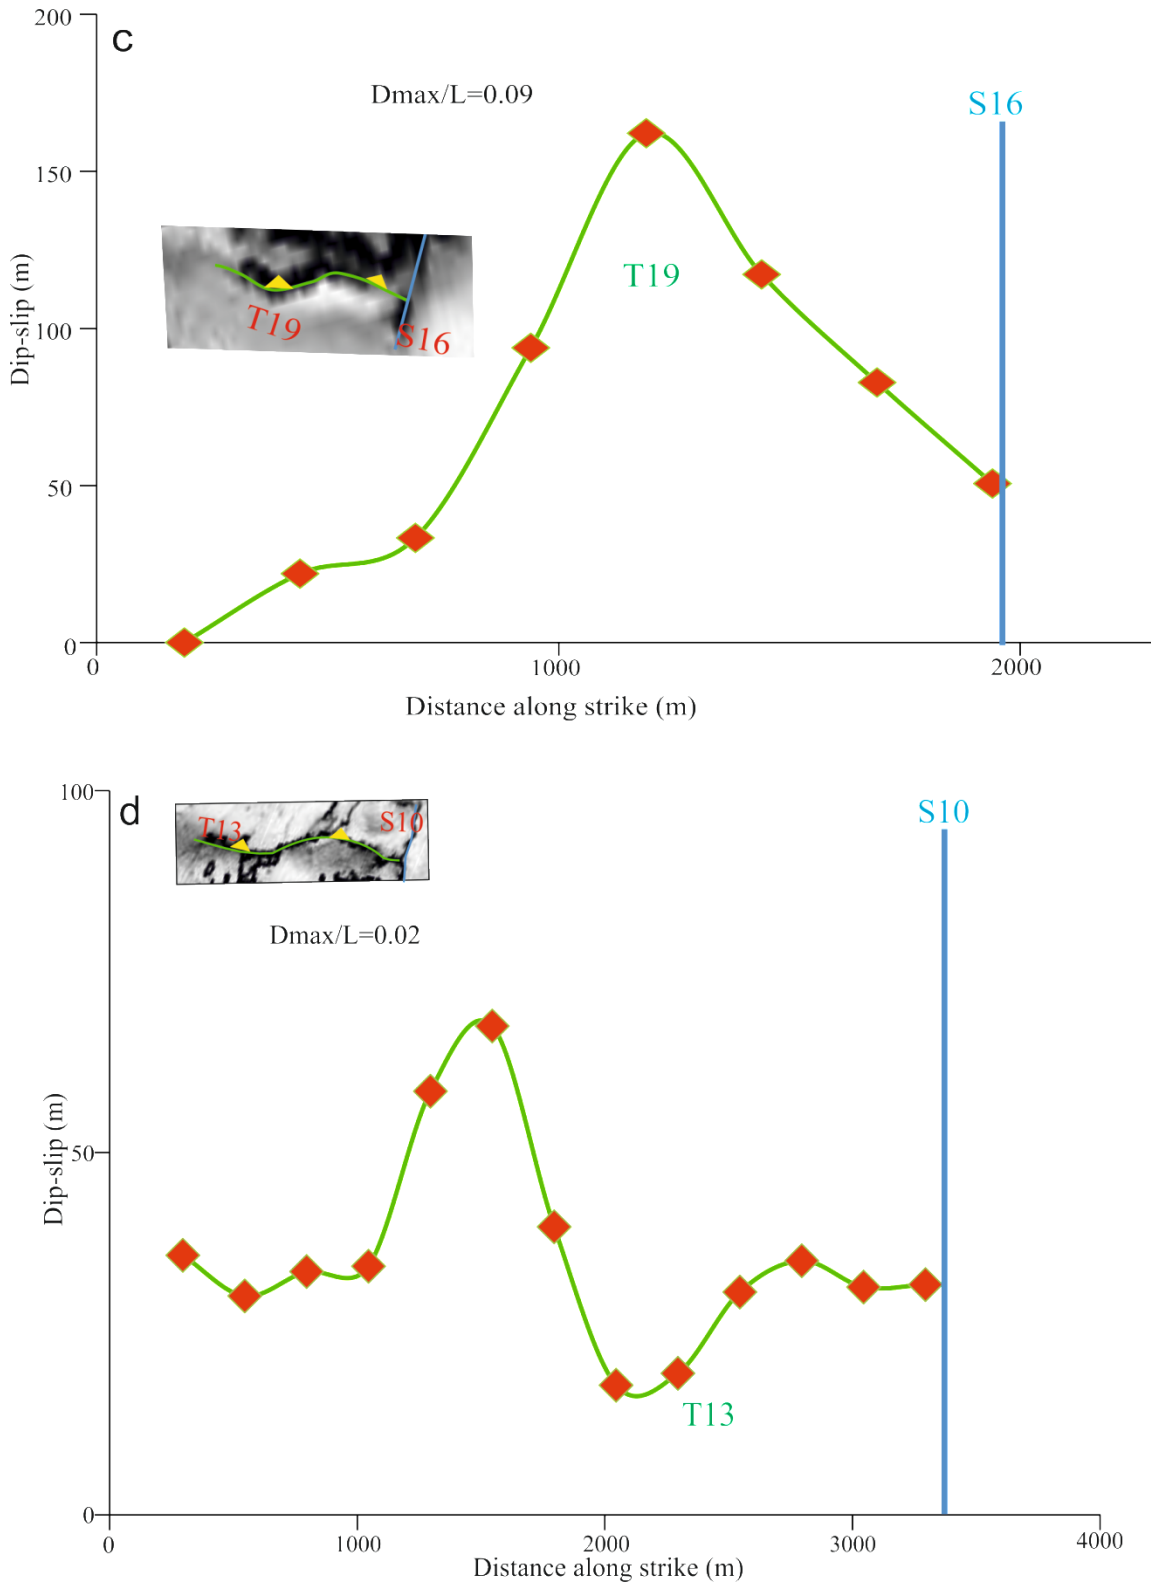 200
c
Dmax/L=0.09
S16
150
T19
T19
S16
100
Dip-slip (m)
50
0
0
1000
2000
Distance along strike (m)
100
d
T13
S10
S10
Dmax/L=0.02
50
Dip-slip (m)
T13
0
0
1000
2000
3000
4000
Distance along strike (m)